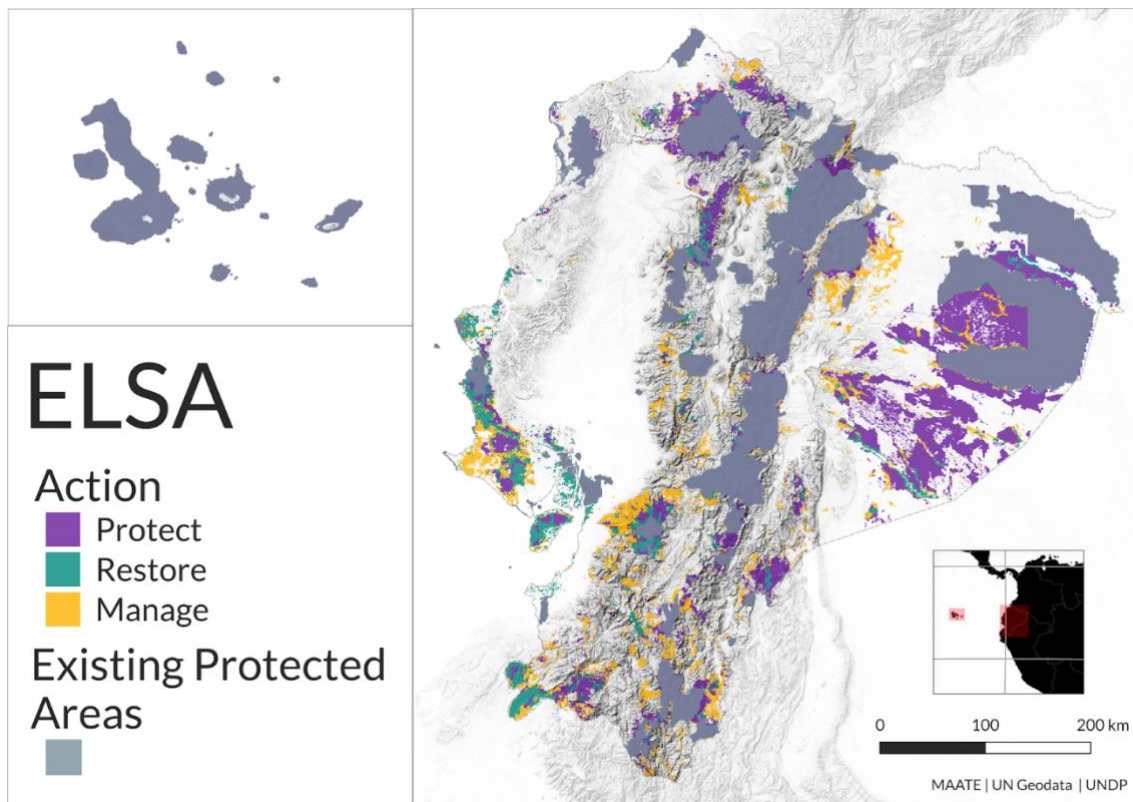 ELSA
Action
Protect
Restore
Manage
Existing Protected
Areas
0 100 200 km
MAATE | UN Geodata | UNDP